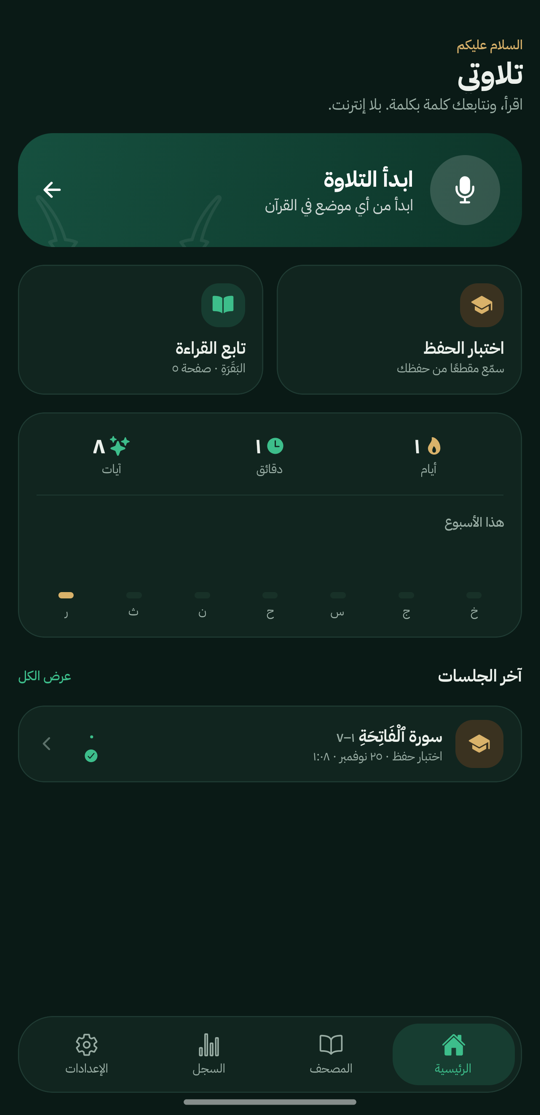 السلام عليكم
تلاوتى
اقرأ، ونتابعك كلمة بكلمة. بلا إنترنت.
ابدأ التلاوة
ابدأ من أي موضع في القرآن
اختبار الحفظ
سمّع مقطعًا من حفظك
تابع القراءة
البَقَرَةِ · صفحة ٥
١
أيام
١
دقائق
٨
آيات
هذا الأسبوع
خ ج س ح ن ث ر
آخر الجلسات
عرض الكل
سورة ٱلْفَاتِحَةِ ١–٧
اختبار حفظ · ٢٥ نوفمبر · ١:٠٨
٠
الرئيسية
المصحف
السجل
الإعدادات